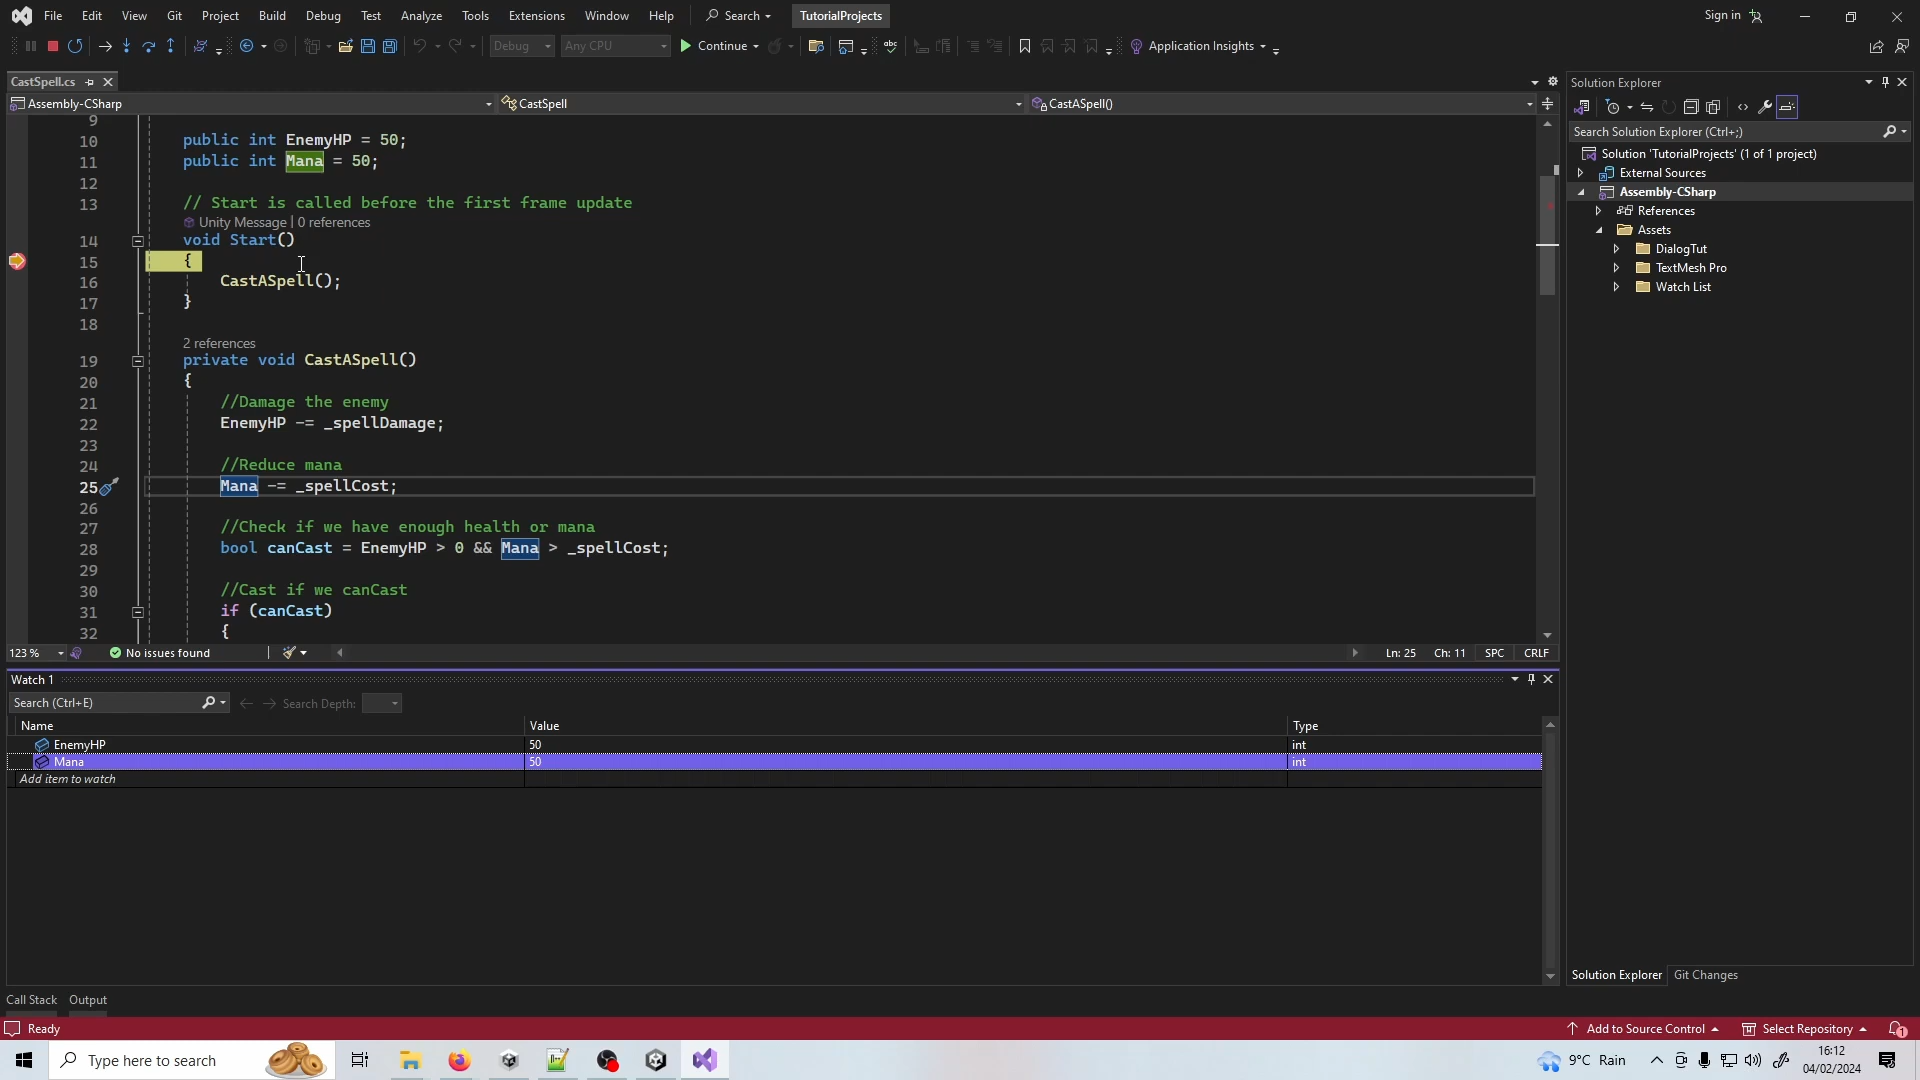 File Edit View Git Project Build Debug Test Analyze Tools Extensions Window Help Search TutorialProjects Sign in
Debug Any CPU Continue Application Insights
CastSpell.cs
Assembly-CSharp CastSpell CastASpell()
9
10 public int EnemyHP = 50;
11 public int Mana = 50;
12
13 // Start is called before the first frame update
Unity Message | 0 references
14 void Start()
15 {
16 CastASpell();
17 }
18
2 references
19 private void CastASpell()
20 {
21 //Damage the enemy
22 EnemyHP -= _spellDamage;
23
24 //Reduce mana
25 Mana -= _spellCost;
26
27 //Check if we have enough health or mana
28 bool canCast = EnemyHP > 0 && Mana > _spellCost;
29
30 //Cast if we canCast
31 if (canCast)
32 {
123 % No issues found Ln: 25 Ch: 11 SPC CRLF
Watch 1
Search (Ctrl+E) Search Depth:
Name Value Type
EnemyHP 50 int
Mana 50 int
Add item to watch
Call Stack Output
Solution Explorer
Search Solution Explorer (Ctrl+;)
Solution 'TutorialProjects' (1 of 1 project)
External Sources
Assembly-CSharp
References
Assets
DialogTut
TextMesh Pro
Watch List
Solution Explorer Git Changes
Ready Add to Source Control Select Repository 1
Type here to search 9°C Rain 16:12
04/02/2024